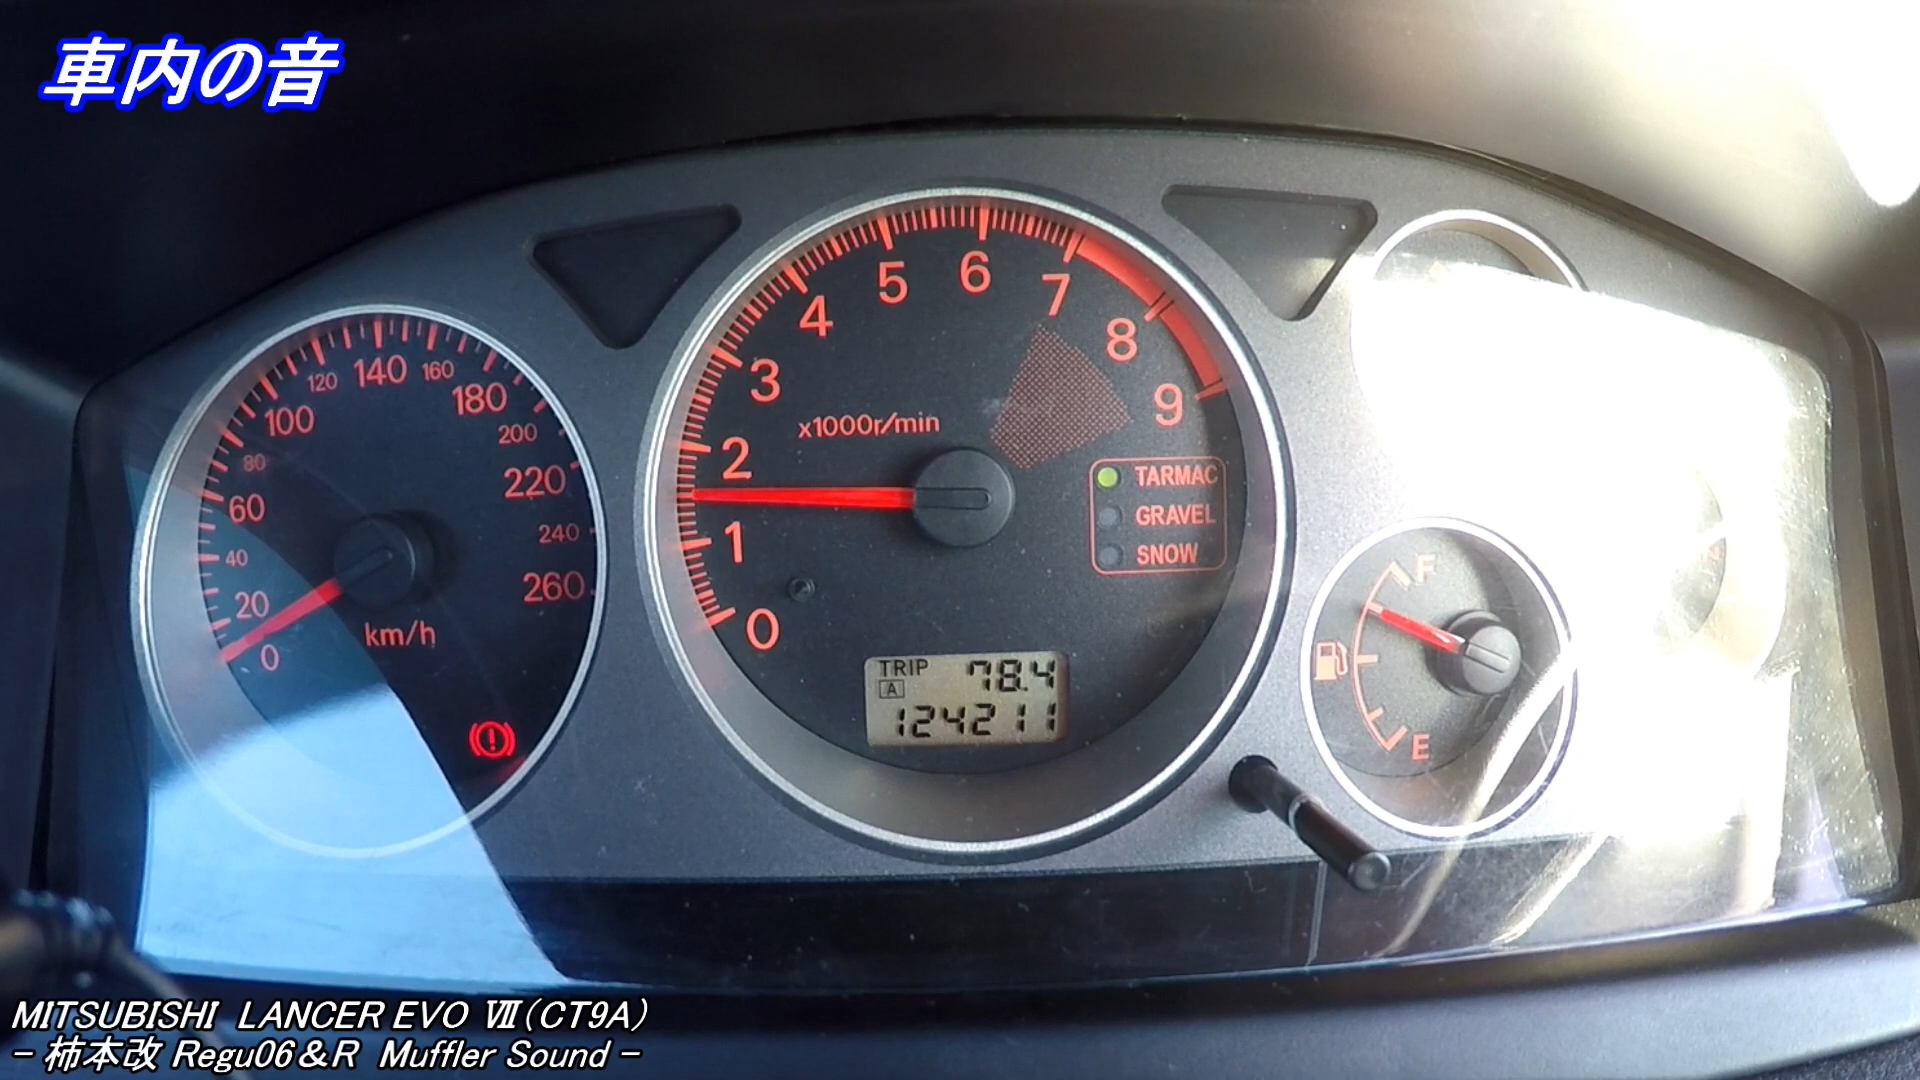 車内の音
0 20 40 60 80 100 120 140 160 180 200 220 240 260
km/h
0 1 2 3 4 5 6 7 8 9
x1000r/min
TARMAC
GRAVEL
SNOW
TRIP A 78.4
124211
F
E
MITSUBISHI LANCER EVO Ⅶ(CT9A)
- 柿本改 Regu06&R Muffler Sound -